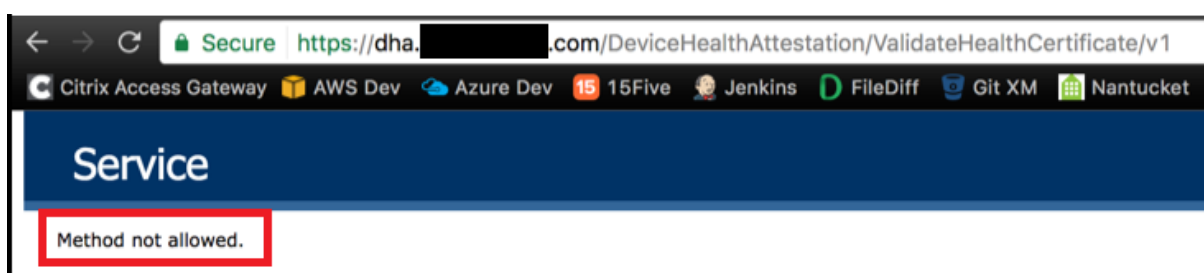 Secure https://dha. .com/DeviceHealthAttestation/ValidateHealthCertificate/v1
C Citrix Access Gateway AWS Dev Azure Dev 15 15Five Jenkins D FileDiff Git XM Nantucket
Service
Method not allowed.